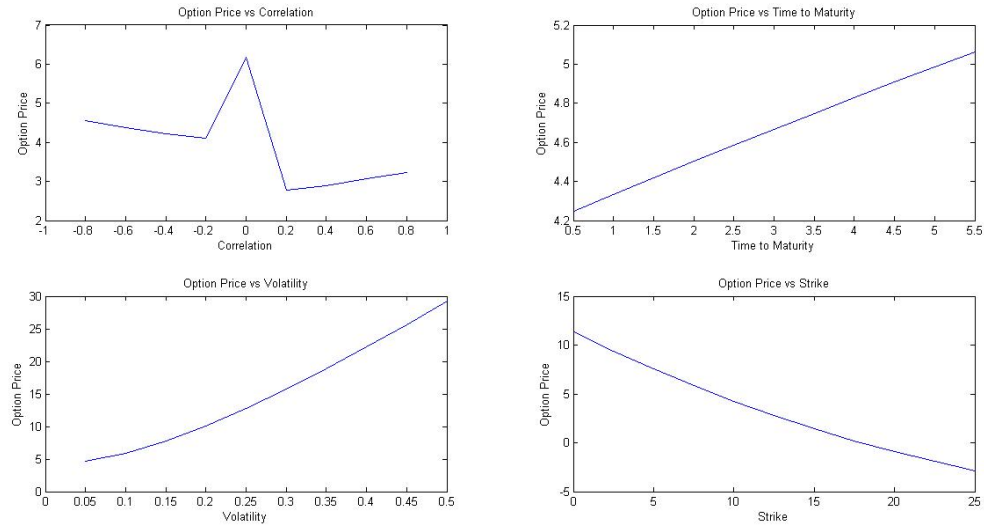 Option Price vs Correlation
7
6
5
4
3
2
-1 -0.8 -0.6 -0.4 -0.2 0 0.2 0.4 0.6 0.8 1
Option Price
Correlation
Option Price vs Time to Maturity
5.2
5
4.8
4.6
4.4
4.2
0.5 1 1.5 2 2.5 3 3.5 4 4.5 5 5.5
Option Price
Time to Maturity
Option Price vs Volatility
30
25
20
15
10
5
0
0 0.05 0.1 0.15 0.2 0.25 0.3 0.35 0.4 0.45 0.5
Option Price
Volatility
Option Price vs Strike
15
10
5
0
-5
0 5 10 15 20 25
Option Price
Strike